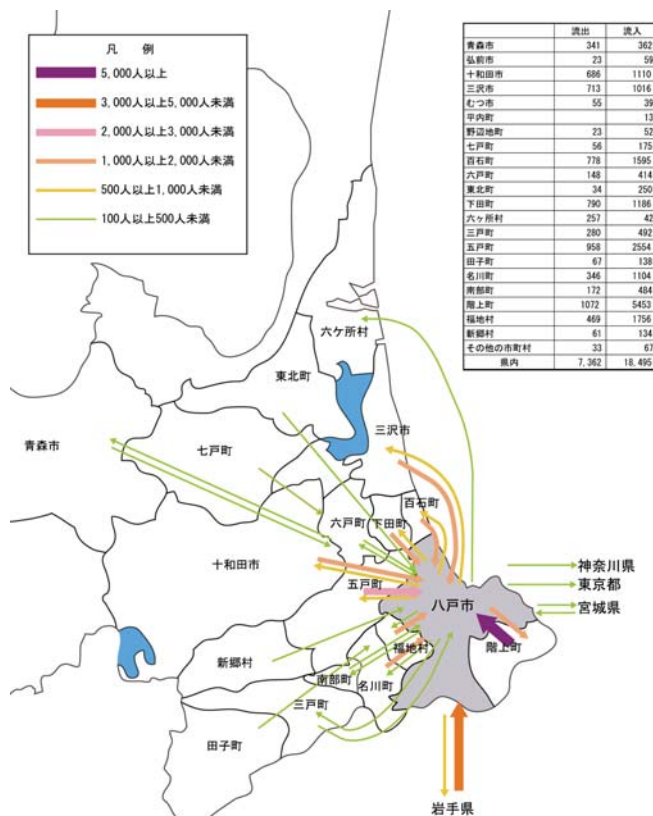 凡 例
5,000人以上
3,000人以上5,000人未満
2,000人以上3,000人未満
1,000人以上2,000人未満
500人以上1,000人未満
100人以上500人未満
流出 流入
青森市 341 362
弘前市 23 59
十和田市 686 1110
三沢市 713 1016
むつ市 55 39
平内町 13
野辺地町 23 52
七戸町 56 175
百石町 778 1595
六戸町 148 414
東北町 34 250
下田町 790 1186
六ヶ所村 257 42
三戸町 280 492
五戸町 958 2554
田子町 67 138
名川町 346 1104
南部町 172 484
階上町 1072 5453
福地村 469 1756
新郷村 61 134
その他の市町村 33 67
県内 7,362 18,495
六ケ所村
東北町
三沢市
青森市
七戸町
百石町
六戸町
下田町
十和田市
五戸町
八戸市
神奈川県
東京都
宮城県
新郷村
福地村
階上町
南部町
名川町
三戸町
田子町
岩手県